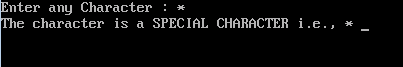 Enter any Character : *
The character is a SPECIAL CHARACTER i.e., * _